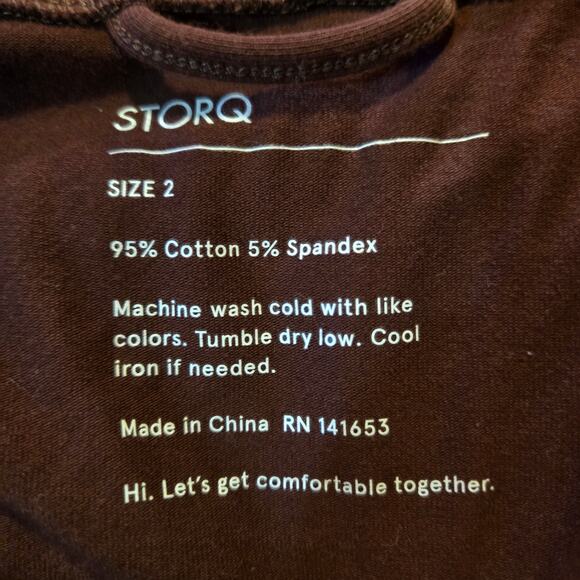 STORQ
SIZE 2
95% Cotton 5% Spandex
Machine wash cold with like
colors. Tumble dry low. Cool
iron if needed.
Made in China RN 141653
Hi. Let's get comfortable together.